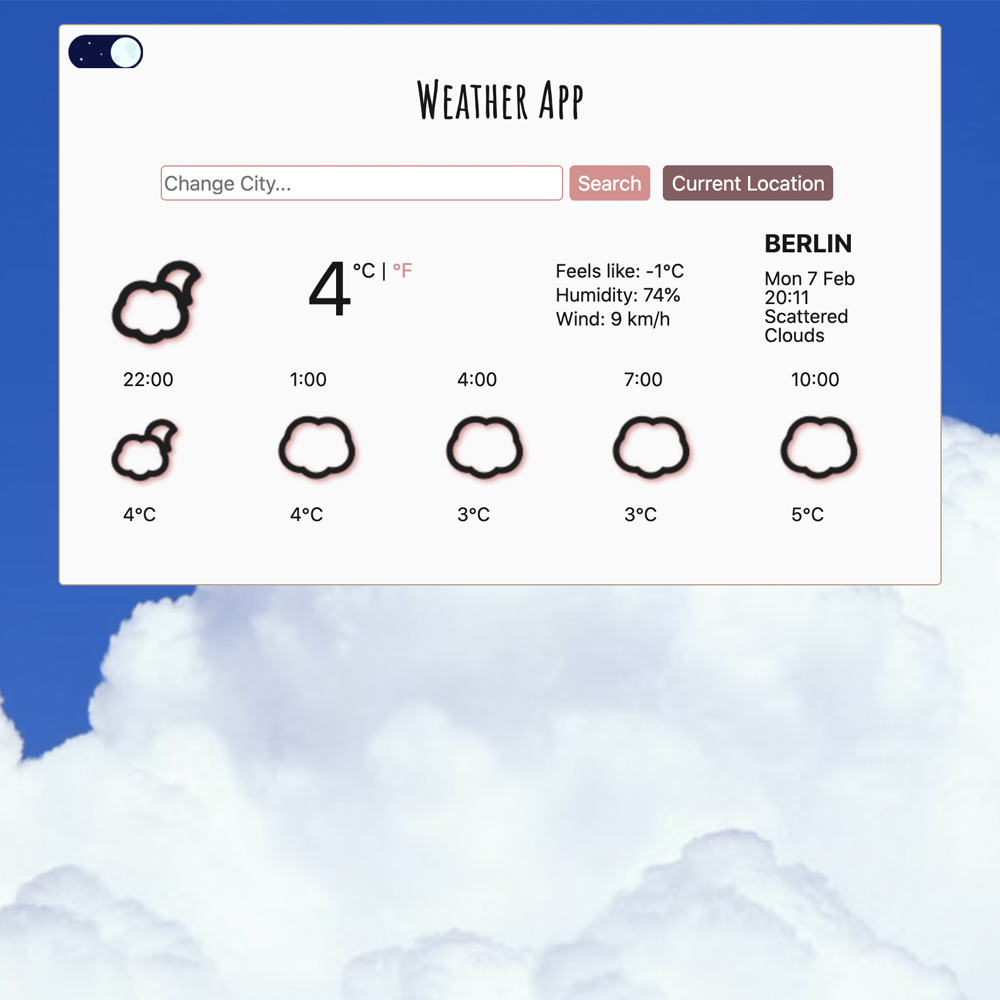 Weather App
Change City...
Search
Current Location
4 °C | °F
Feels like: -1°C
Humidity: 74%
Wind: 9 km/h
BERLIN
Mon 7 Feb
20:11
Scattered
Clouds
22:00
1:00
4:00
7:00
10:00
4°C
4°C
3°C
3°C
5°C